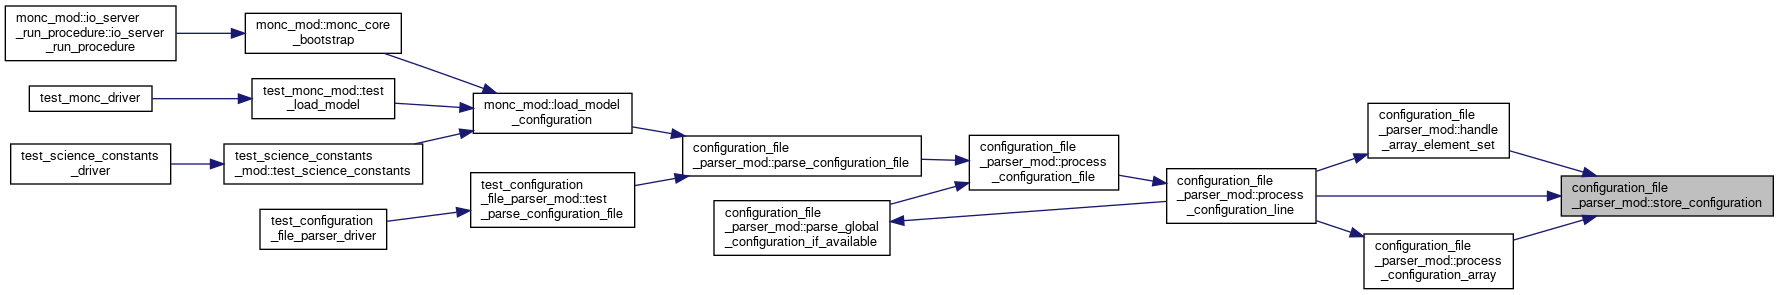 monc_mod::io_server
_run_procedure::io_server
_run_procedure
monc_mod::monc_core
_bootstrap
test_monc_driver
test_monc_mod::test
_load_model
test_science_constants
_driver
test_science_constants
_mod::test_science_constants
monc_mod::load_model
_configuration
test_configuration
_file_parser_driver
test_configuration
_file_parser_mod::test
_parse_configuration_file
configuration_file
_parser_mod::parse_configuration_file
configuration_file
_parser_mod::parse_global
_configuration_if_available
configuration_file
_parser_mod::process
_configuration_file
configuration_file
_parser_mod::process
_configuration_line
configuration_file
_parser_mod::handle
_array_element_set
configuration_file
_parser_mod::process
_configuration_array
configuration_file
_parser_mod::store_configuration